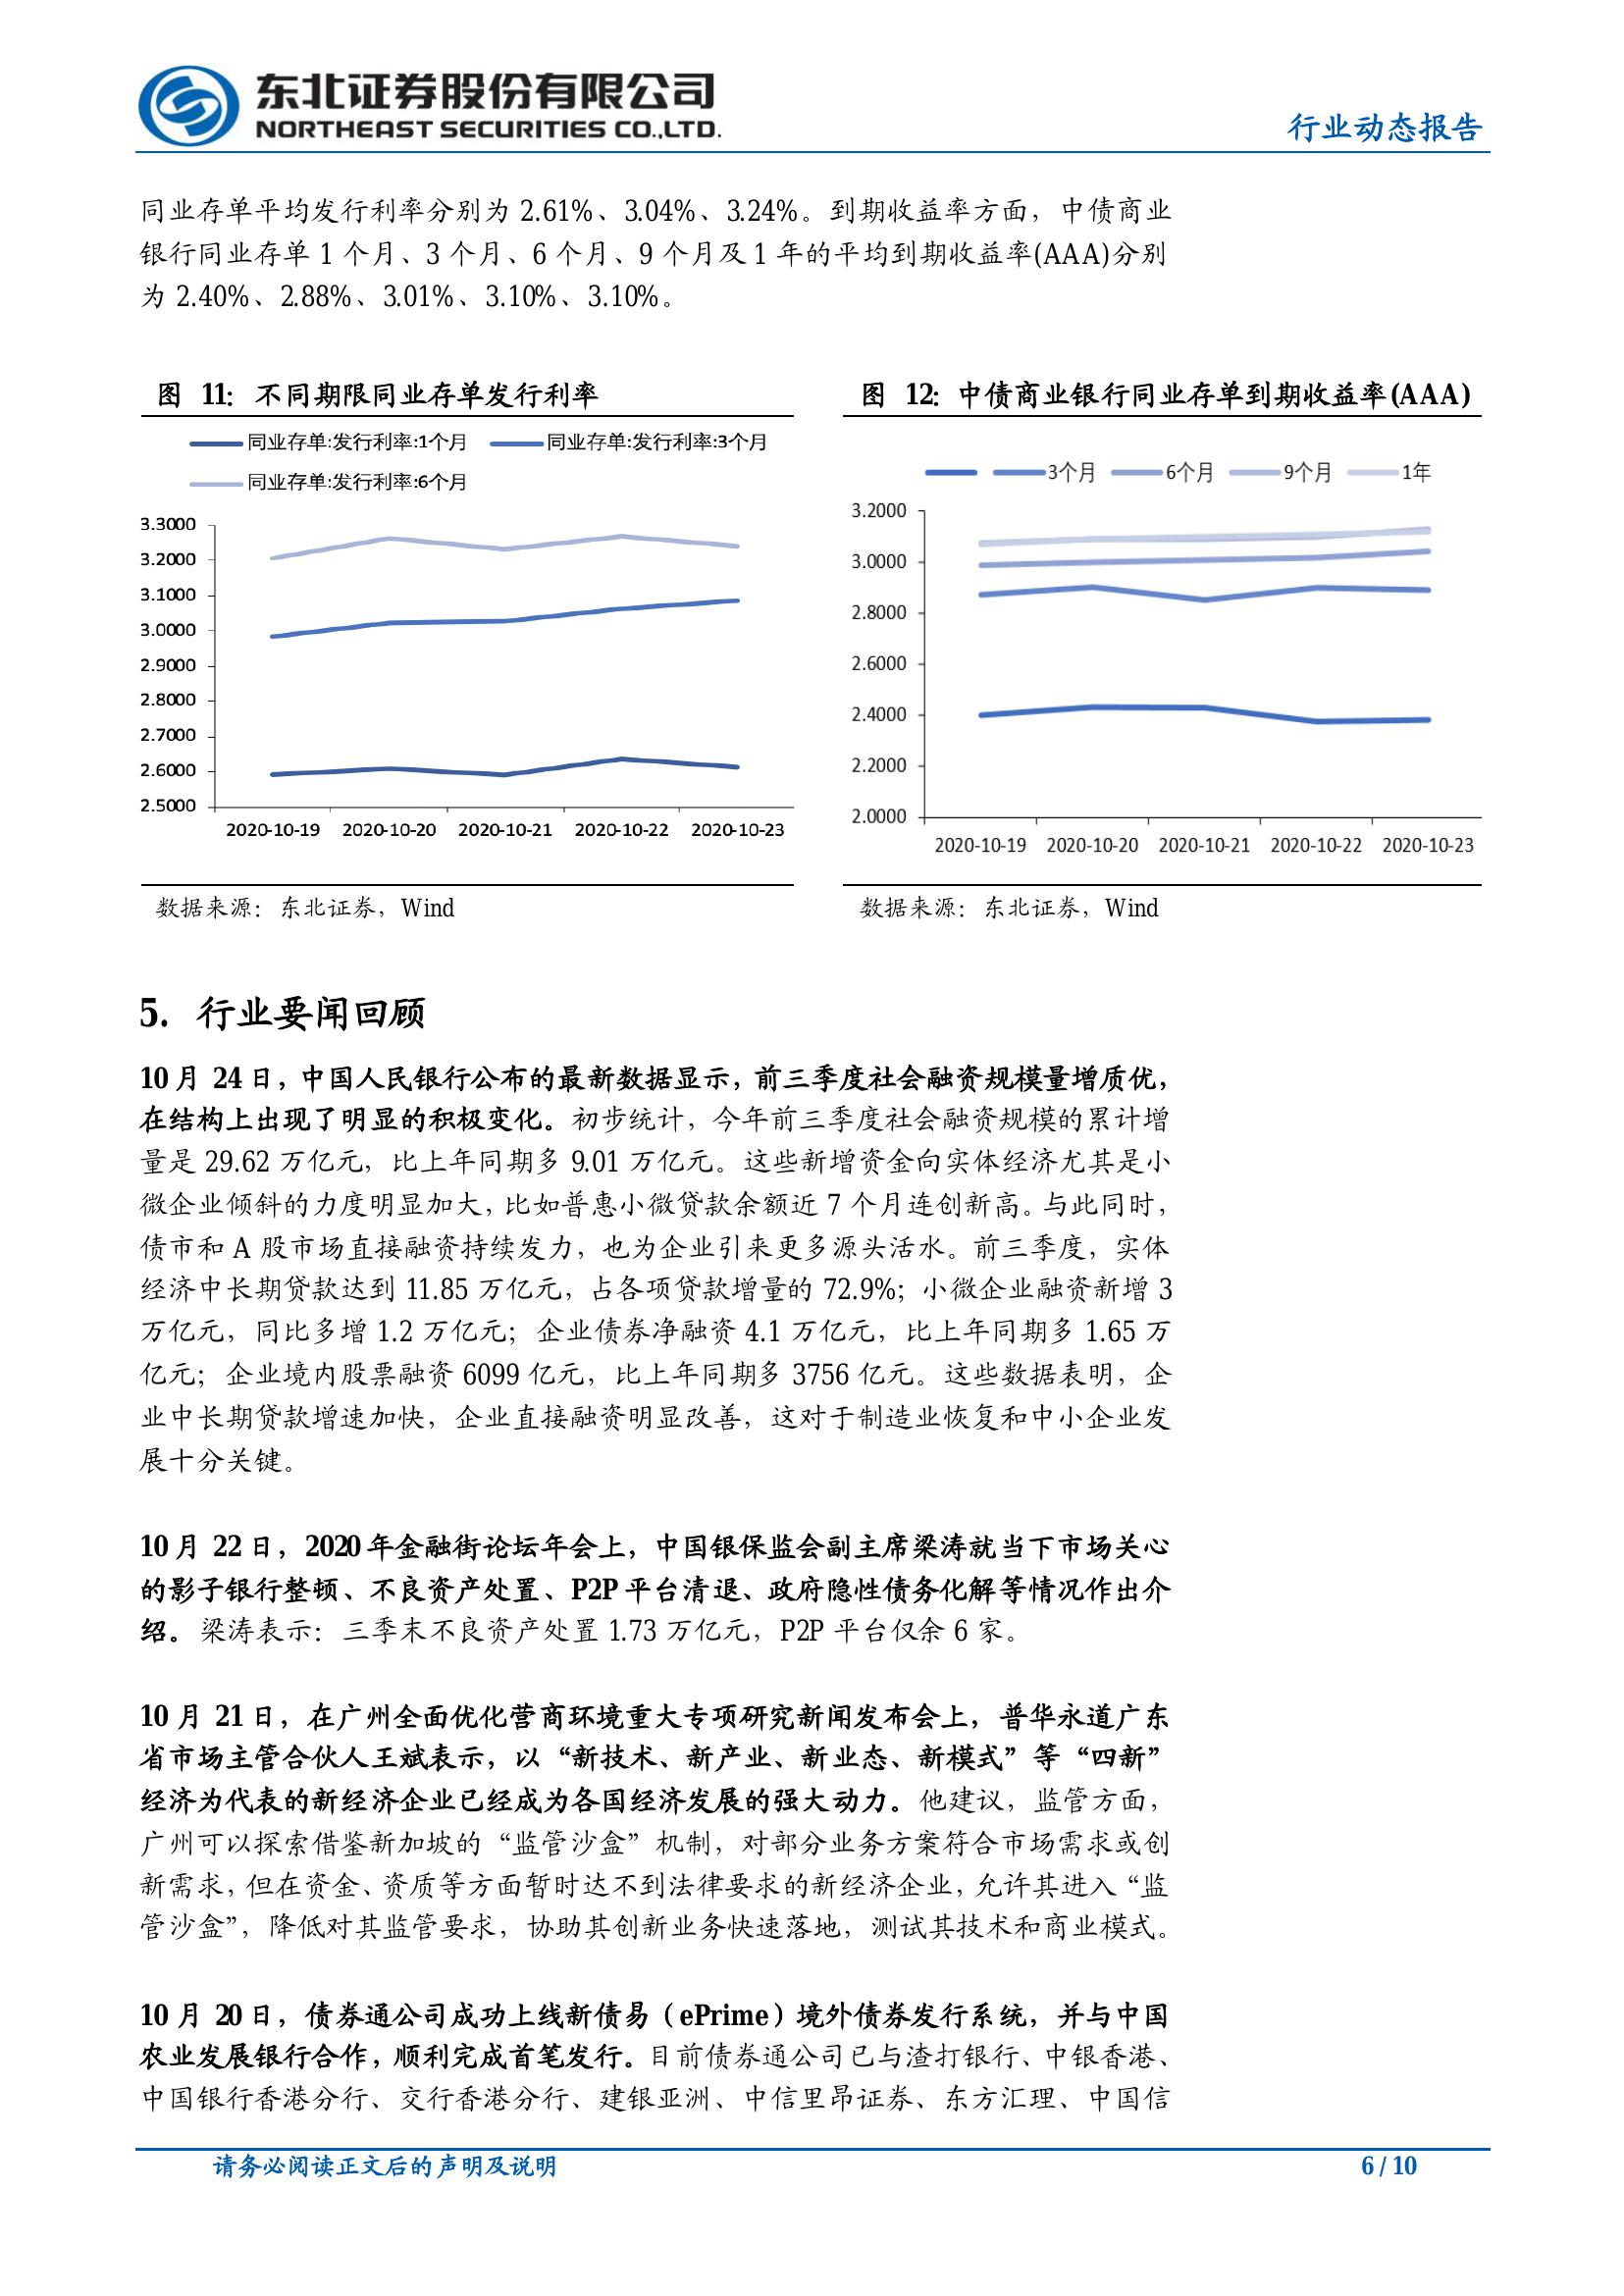 东北证券股份有限公司
NORTHEAST SECURITIES CO.,LTD.
行业动态报告
同业存单平均发行利率分别为 2.61%、3.04%、3.24%。到期收益率方面，中债商业
银行同业存单 1 个月、3 个月、6 个月、9 个月及 1 年的平均到期收益率(AAA)分别
为 2.40%、2.88%、3.01%、3.10%、3.10%。
图 11：不同期限同业存单发行利率
同业存单:发行利率:1个月 同业存单:发行利率:3个月
同业存单:发行利率:6个月
3.3000
3.2000
3.1000
3.0000
2.9000
2.8000
2.7000
2.6000
2.5000
2020-10-19 2020-10-20 2020-10-21 2020-10-22 2020-10-23
数据来源：东北证券，Wind
图 12：中债商业银行同业存单到期收益率(AAA)
3个月 6个月 9个月 1年
3.2000
3.0000
2.8000
2.6000
2.4000
2.2000
2.0000
2020-10-19 2020-10-20 2020-10-21 2020-10-22 2020-10-23
数据来源：东北证券，Wind
5. 行业要闻回顾
10 月 24 日，中国人民银行公布的最新数据显示，前三季度社会融资规模量增质优，
在结构上出现了明显的积极变化。初步统计，今年前三季度社会融资规模的累计增
量是 29.62 万亿元，比上年同期多 9.01 万亿元。这些新增资金向实体经济尤其是小
微企业倾斜的力度明显加大，比如普惠小微贷款余额近 7 个月连创新高。与此同时，
债市和 A 股市场直接融资持续发力，也为企业引来更多源头活水。前三季度，实体
经济中长期贷款达到 11.85 万亿元，占各项贷款增量的 72.9%；小微企业融资新增 3
万亿元，同比多增 1.2 万亿元；企业债券净融资 4.1 万亿元，比上年同期多 1.65 万
亿元；企业境内股票融资 6099 亿元，比上年同期多 3756 亿元。这些数据表明，企
业中长期贷款增速加快，企业直接融资明显改善，这对于制造业恢复和中小企业发
展十分关键。
10 月 22 日，2020 年金融街论坛年会上，中国银保监会副主席梁涛就当下市场关心
的影子银行整顿、不良资产处置、P2P 平台清退、政府隐性债务化解等情况作出介
绍。梁涛表示：三季末不良资产处置 1.73 万亿元，P2P 平台仅余 6 家。
10 月 21 日，在广州全面优化营商环境重大专项研究新闻发布会上，普华永道广东
省市场主管合伙人王斌表示，以“新技术、新产业、新业态、新模式”等“四新”
经济为代表的新经济企业已经成为各国经济发展的强大动力。他建议，监管方面，
广州可以探索借鉴新加坡的“监管沙盒”机制，对部分业务方案符合市场需求或创
新需求，但在资金、资质等方面暂时达不到法律要求的新经济企业，允许其进入“监
管沙盒”，降低对其监管要求，协助其创新业务快速落地，测试其技术和商业模式。
10 月 20 日，债券通公司成功上线新债易（ePrime）境外债券发行系统，并与中国
农业发展银行合作，顺利完成首笔发行。目前债券通公司已与渣打银行、中银香港、
中国银行香港分行、交行香港分行、建银亚洲、中信里昂证券、东方汇理、中国信
请务必阅读正文后的声明及说明
6 / 10